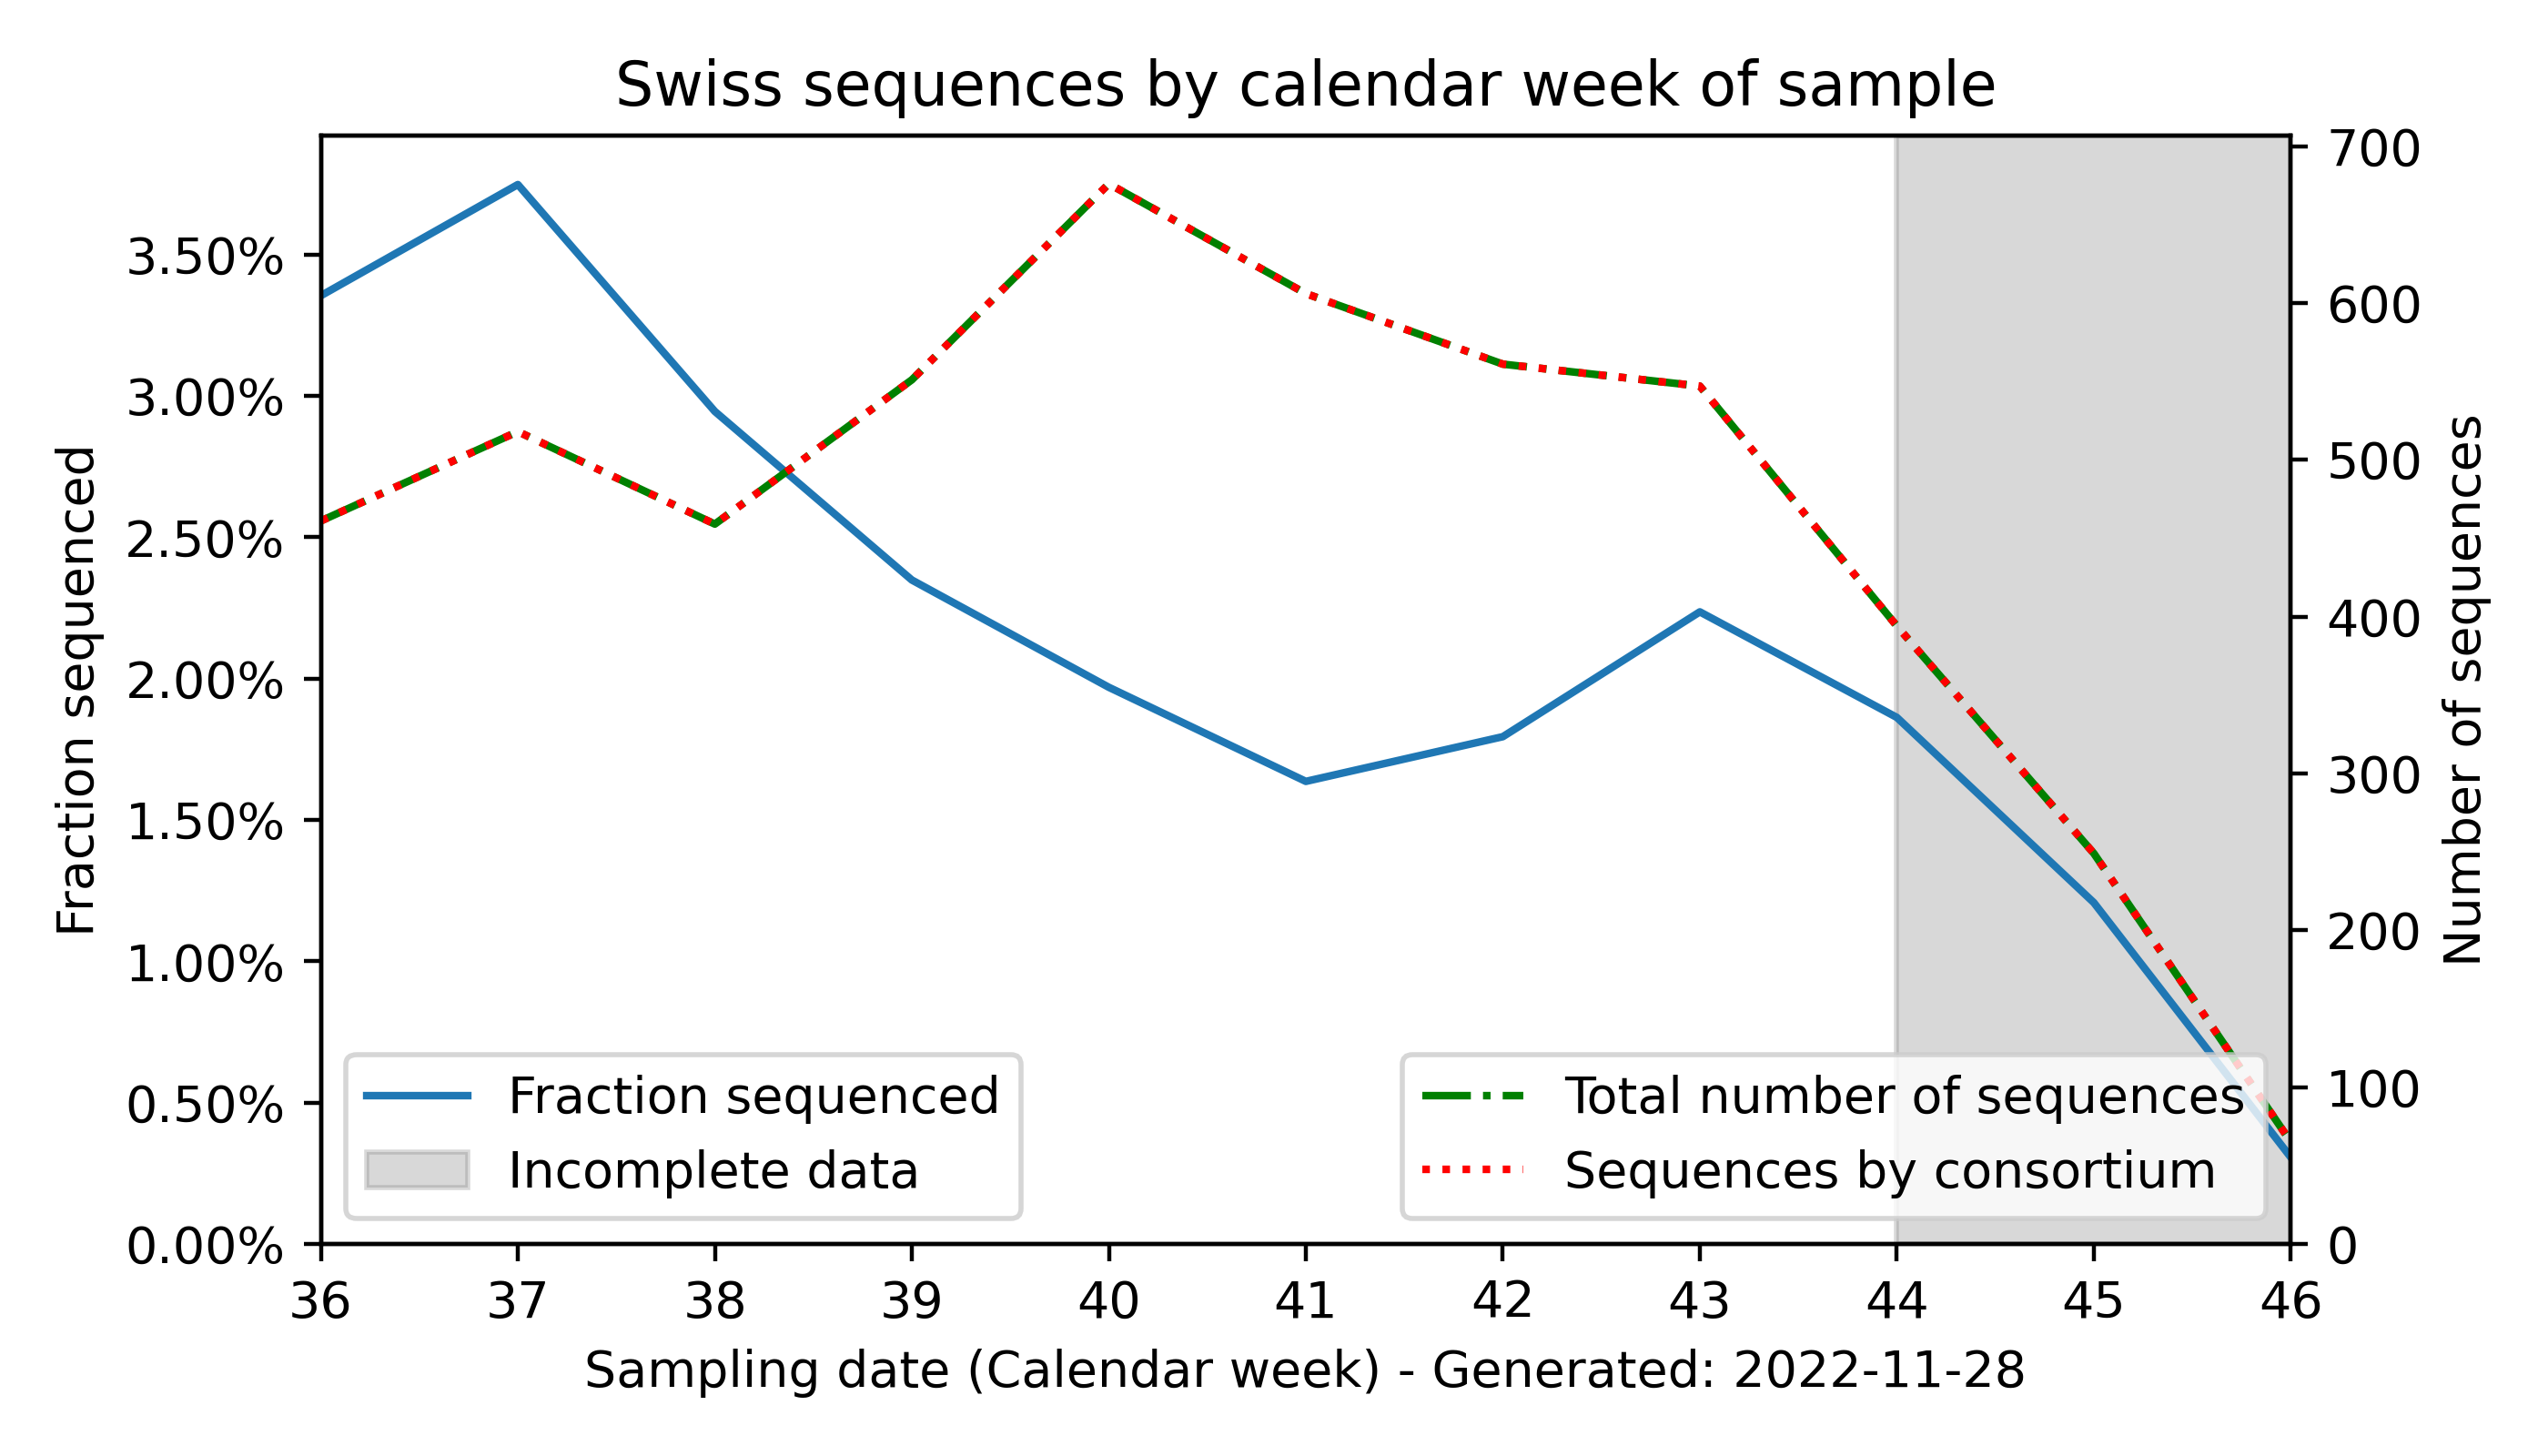 Swiss sequences by calendar week of sample
Fraction sequenced
3.50%
3.00%
2.50%
2.00%
1.50%
1.00%
0.50%
0.00%
700
600
500
400
300
200
100
0
Number of sequences
Fraction sequenced
Incomplete data
Total number of sequences
Sequences by consortium
36 37 38 39 40 41 42 43 44 45 46
Sampling date (Calendar week) - Generated: 2022-11-28